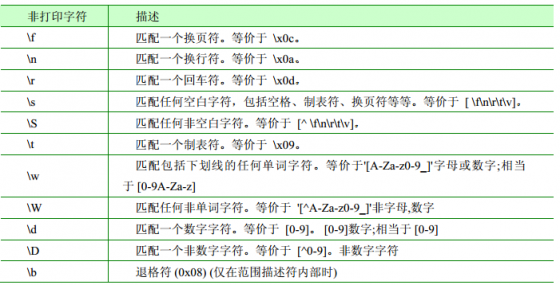 非打印字符 描述
\f 匹配一个换页符。等价于 \x0c。
\n 匹配一个换行符。等价于 \x0a。
\r 匹配一个回车符。等价于 \x0d。
\s 匹配任何空白字符，包括空格、制表符、换页符等等。等价于 [ \f\n\r\t\v]。
\S 匹配任何非空白字符。等价于 [^ \f\n\r\t\v]。
\t 匹配一个制表符。等价于 \x09。
\w 匹配包括下划线的任何单词字符。等价于'[A-Za-z0-9_]'字母或数字;相当
于[0-9A-Za-z]
\W 匹配任何非单词字符。等价于 '[^A-Za-z0-9_]'非字母,数字
\d 匹配一个数字字符。等价于 [0-9]。 [0-9]数字;相当于[0-9]
\D 匹配一个非数字字符。等价于 [^0-9]。非数字字符
\b 退格符 (0x08) (仅在范围描述符内部时)